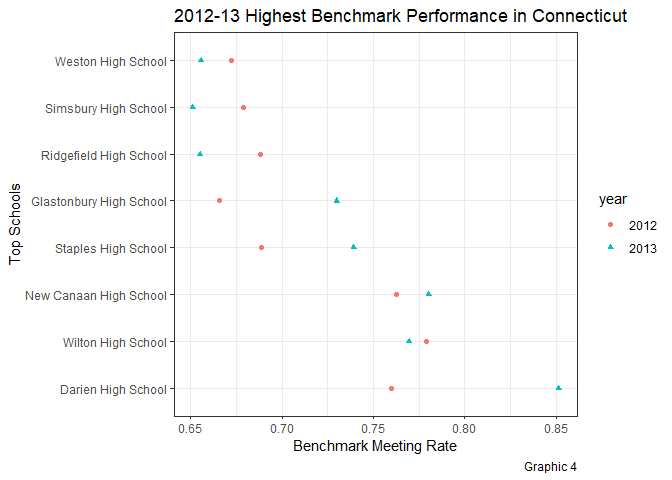 2012-13 Highest Benchmark Performance in Connecticut
Weston High School
Simsbury High School
Ridgefield High School
Glastonbury High School
Staples High School
New Canaan High School
Wilton High School
Darien High School
Top Schools
0.65 0.70 0.75 0.80 0.85
Benchmark Meeting Rate
year
2012
2013
Graphic 4